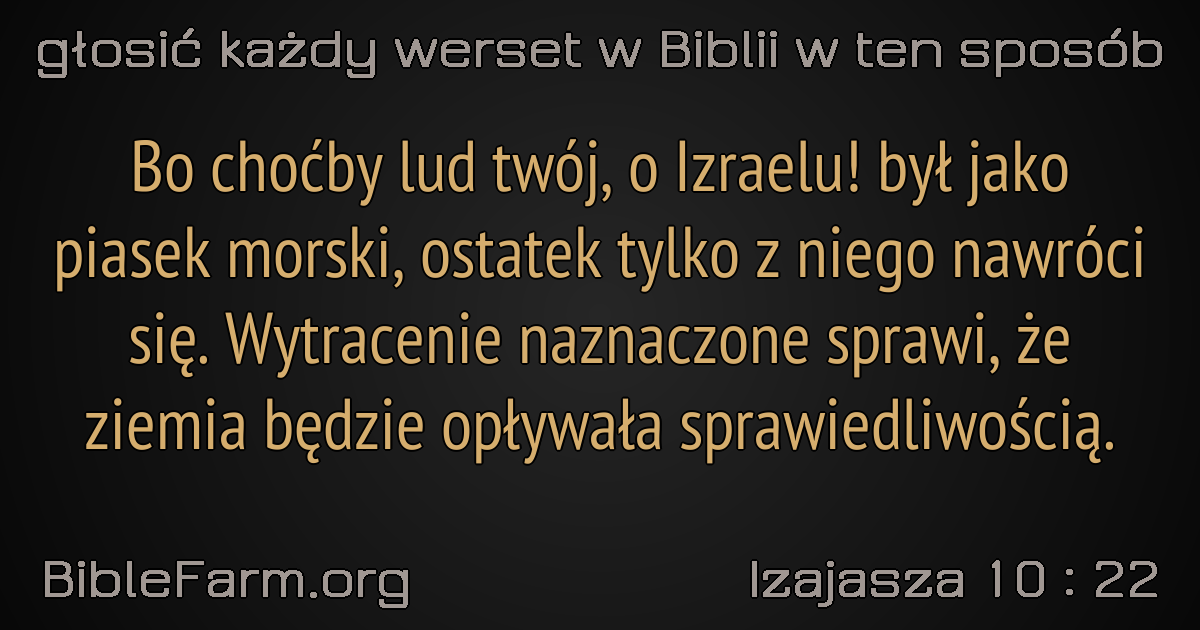 głosić każdy werset w Biblii w ten sposób
Bo choćby lud twój, o Izraelu! był jako
piasek morski, ostatek tylko z niego nawróci
się. Wytracenie naznaczone sprawi, że
ziemia będzie opływała sprawiedliwością.
BibleFarm.org
Izajasza 10 : 22